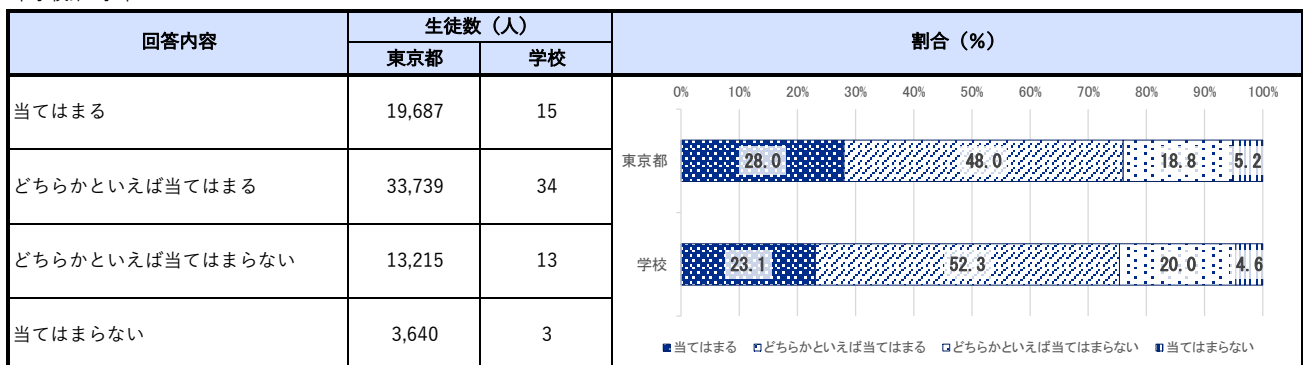 回答内容 生徒数（人） 割合（%）
東京都 学校
当てはまる 19,687 15
どちらかといえば当てはまる 33,739 34
どちらかといえば当てはまらない 13,215 13
当てはまらない 3,640 3
0% 10% 20% 30% 40% 50% 60% 70% 80% 90% 100%
東京都 28.0 48.0 18.8 5.2
学校 23.1 52.3 20.0 4.6
当てはまる どちらかといえば当てはまる どちらかといえば当てはまらない 当てはまらない